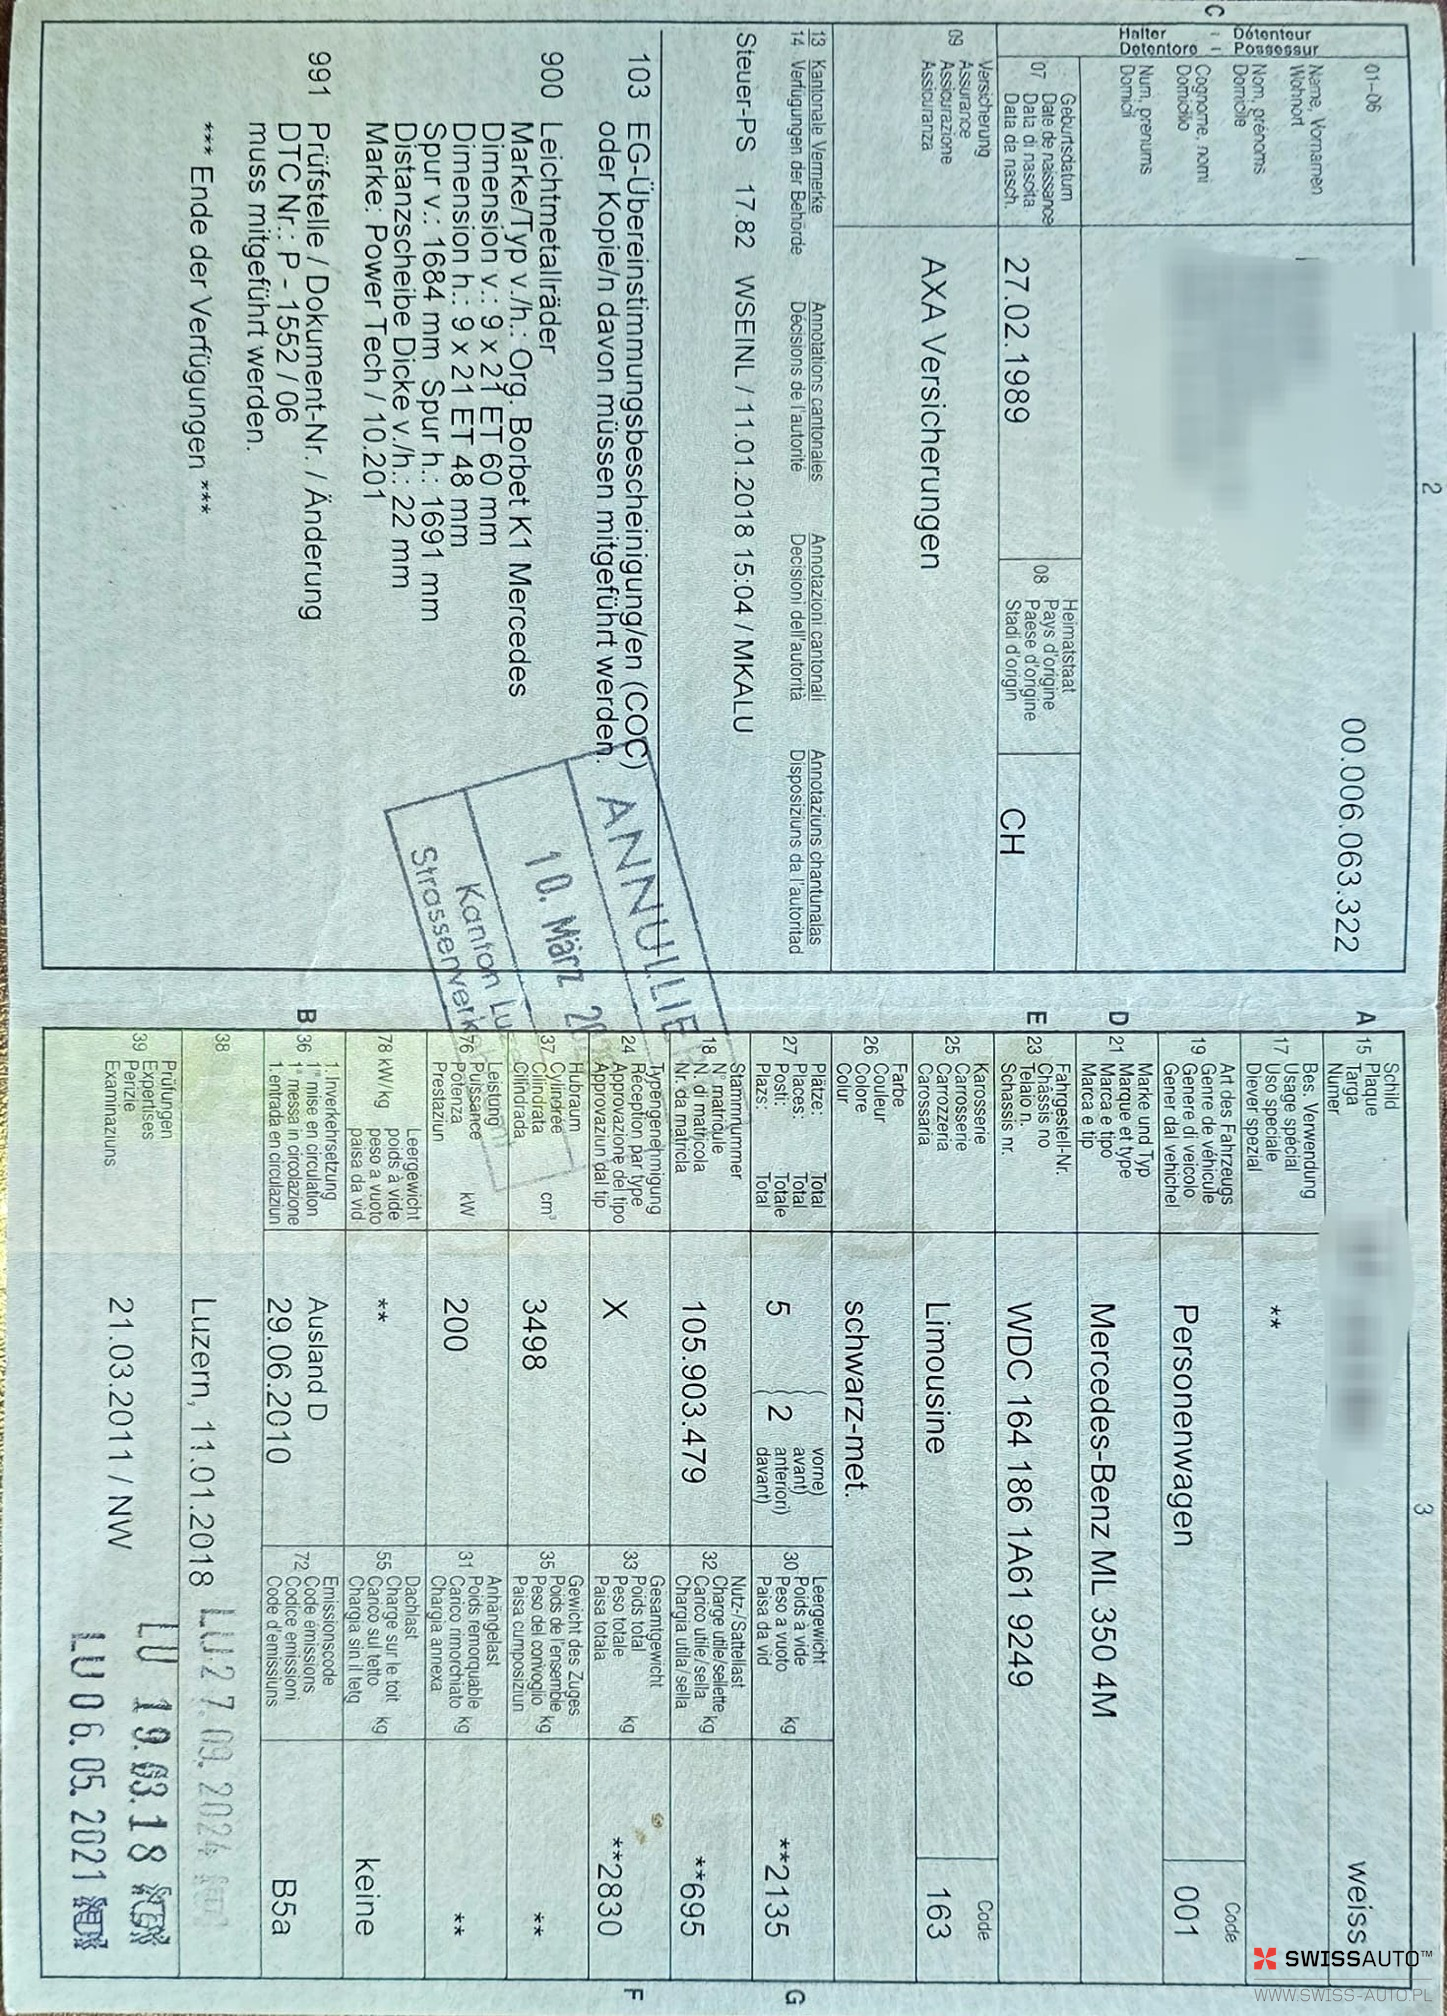 2
C
Halter
Détenteur
Detentore
Possessur
01-06
Name, Vornamen
Wohnort
Nom, prénoms
Domicile
Cognome, nomi
Domicilio
Num, prenums
Domicil
00.006.063.322
07
Geburtsdatum
Date de naissance
Data di nascita
Data da nasch.
27.02.1989
08
Heimatstaat
Pays d'origine
Paese d'origine
Stadi d'origin
CH
09
Versicherung
Assurance
Assicurazione
Assicuranza
AXA Versicherungen
13 Kantonale Vermerke Annotations cantonales Annotazioni cantonali Annotaziuns chantunalas
14 Verfügungen der Behörde Décisions de l'autorité Decisioni dell'autorità Disposiziuns da l'autoritad
Steuer-PS 17.82 WSEINL / 11.01.2018 15:04 / MKALU
103 EG-Übereinstimmungsbescheinigung/en (COC)
oder Kopie/n davon müssen mitgeführt werden.
900 Leichtmetallräder
Marke/Typ v./h.: Org. Borbet K1 Mercedes
Dimension v.: 9 x 21 ET 60 mm
Dimension h.: 9 x 21 ET 48 mm
Spur v.: 1684 mm Spur h.: 1691 mm
Distanzscheibe Dicke v./h.: 22 mm
Marke: Power Tech / 10.201
991 Prüfstelle / Dokument-Nr. / Änderung
DTC Nr.: P - 1552 / 06
muss mitgeführt werden.
*** Ende der Verfügungen ***
ANNULLIER
10. März 20
Kanton Lu
Strassenverk
3
A
15
Schild
Plaque
Targa
Numer
weiss
17
Bes. Verwendung
Usage spécial
Uso speciale
Diever spezial
**
19
Art des Fahrzeugs
Genre de véhicule
Genere di veicolo
Gener dal vehichel
Personenwagen
Code
001
D
21
Marke und Typ
Marque et type
Marca e tipo
Marca e tip
Mercedes-Benz ML 350 4M
E
23
Fahrgestell-Nr.
Châssis no
Telaio n.
Schassis nr.
WDC 164 186 1A61 9249
25
Karosserie
Carrosserie
Carrozzeria
Carossaria
Limousine
Code
163
26
Farbe
Couleur
Colore
Colur
schwarz-met.
27
Plätze: Total
Places: Total
Posti: Totale
Plazs: Total
5
( 2
vorne)
avant)
anteriori)
davant)
30
Leergewicht
Poids à vide
Peso a vuoto
Paisa da vid
kg
**2135
G
18
Stammnummer
N° matricule
N. di matricola
Nr. da matricla
105.903.479
32
Nutz-/Sattellast
Charge utile/sellette
Carico utile/sella
Chargia utila/sella
kg
**695
24
Typengenehmigung
Réception par type
Approvazione del tipo
Approvaziun dal tip
X
33
Gesamtgewicht
Poids total
Peso totale
Paisa totala
kg
**2830
F
37
Hubraum
Cylindrée
Cilindrata
Cilindrada
cm³
3498
35
Gewicht des Zuges
Poids de l'ensemble
Peso del convoglio
Paisa cumposiziun
kg
**
76
Leistung
Puissance
Potenza
Prestaziun
kW
200
31
Anhängelast
Poids remorquable
Carico rimorchiato
Chargia annexa
kg
**
78 kW/kg
Leergewicht
poids à vide
peso a vuoto
paisa da vid
**
55
Dachlast
Charge sur le toit
Carico sul tetto
Chargia sin il tetg
kg
keine
B
36
1. Inverkehrsetzung
1re mise en circulation
1a messa in circolazione
1. entrada en circulaziun
Ausland D
29.06.2010
72
Emissionscode
Code émissions
Codice emissioni
Code d'emissiuns
B5a
38
Luzern, 11.01.2018
LU 27. 09. 2024
39
Prüfungen
Expertises
Perizie
Examinaziuns
21.03.2011 / NW
LU 19.03.18
LU 06.05.2021
SWISSAUTO™
WWW.SWISS-AUTO.PL